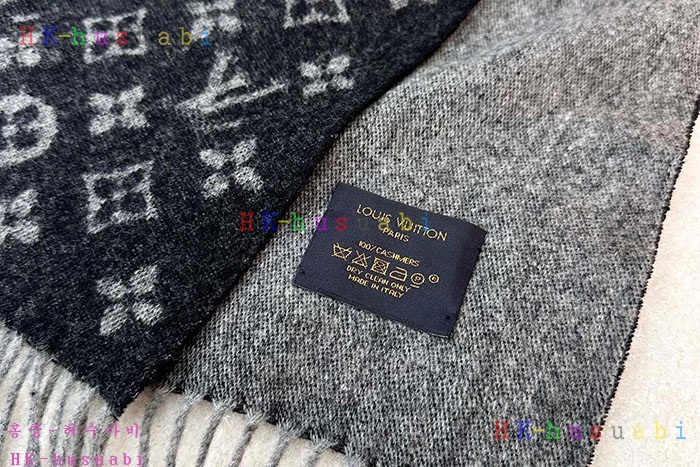 HK-husuabi
HK-husuabi
LOUIS VUITTON
PARIS
100%CASHMERS
DRY CLEAN ONLY
MADE IN ITALY
HK-husuabi
홍콩-허수아비
HK-husuabi